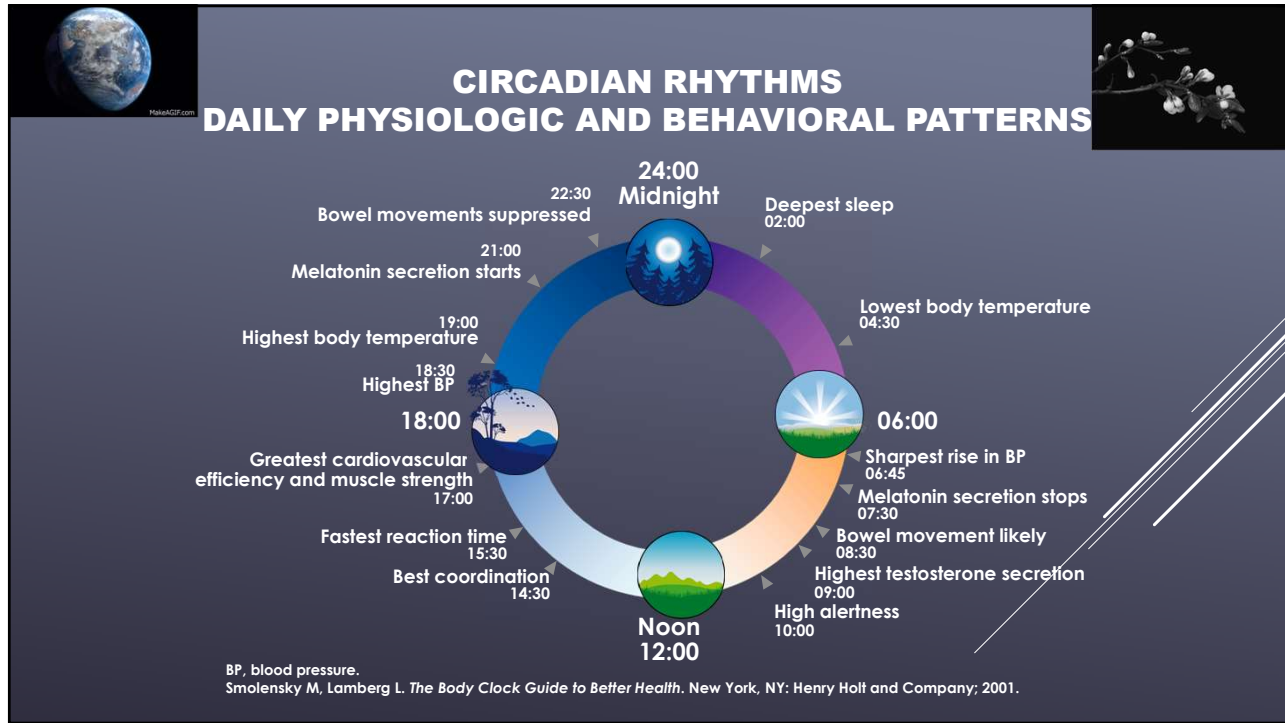 MakeAGIF.com
CIRCADIAN RHYTHMS
DAILY PHYSIOLOGIC AND BEHAVIORAL PATTERNS
24:00
Midnight
Deepest sleep
02:00
Lowest body temperature
04:30
06:00
Sharpest rise in BP
06:45
Melatonin secretion stops
07:30
Bowel movement likely
08:30
Highest testosterone secretion
09:00
High alertness
10:00
Noon
12:00
Best coordination
14:30
Fastest reaction time
15:30
Greatest cardiovascular
efficiency and muscle strength
17:00
18:00
18:30
Highest BP
19:00
Highest body temperature
21:00
Melatonin secretion starts
22:30
Bowel movements suppressed
BP, blood pressure.
Smolensky M, Lamberg L. The Body Clock Guide to Better Health. New York, NY: Henry Holt and Company; 2001.